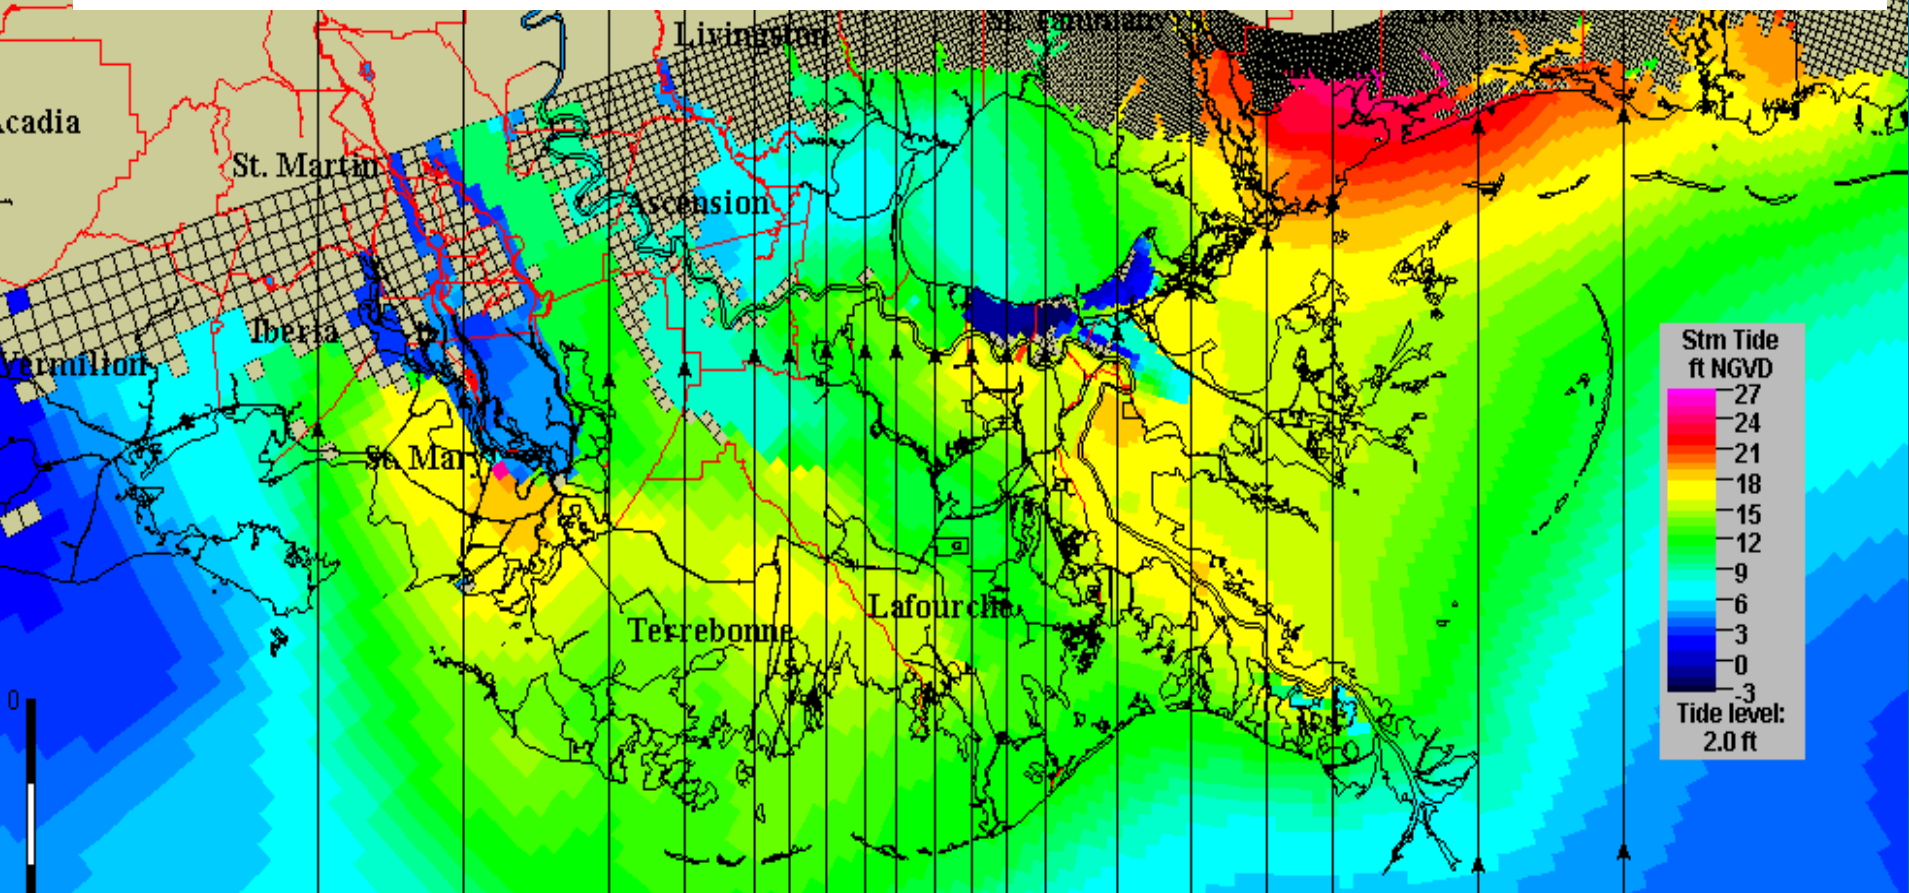 Livingston
Acadia
St. Martin
Ascension
Iberia
Vermilion
St. Mary
Stm Tide
ft NGVD
27
24
21
18
15
12
9
6
3
0
-3
Tide level:
2.0 ft
Lafourche
Terrebonne
0